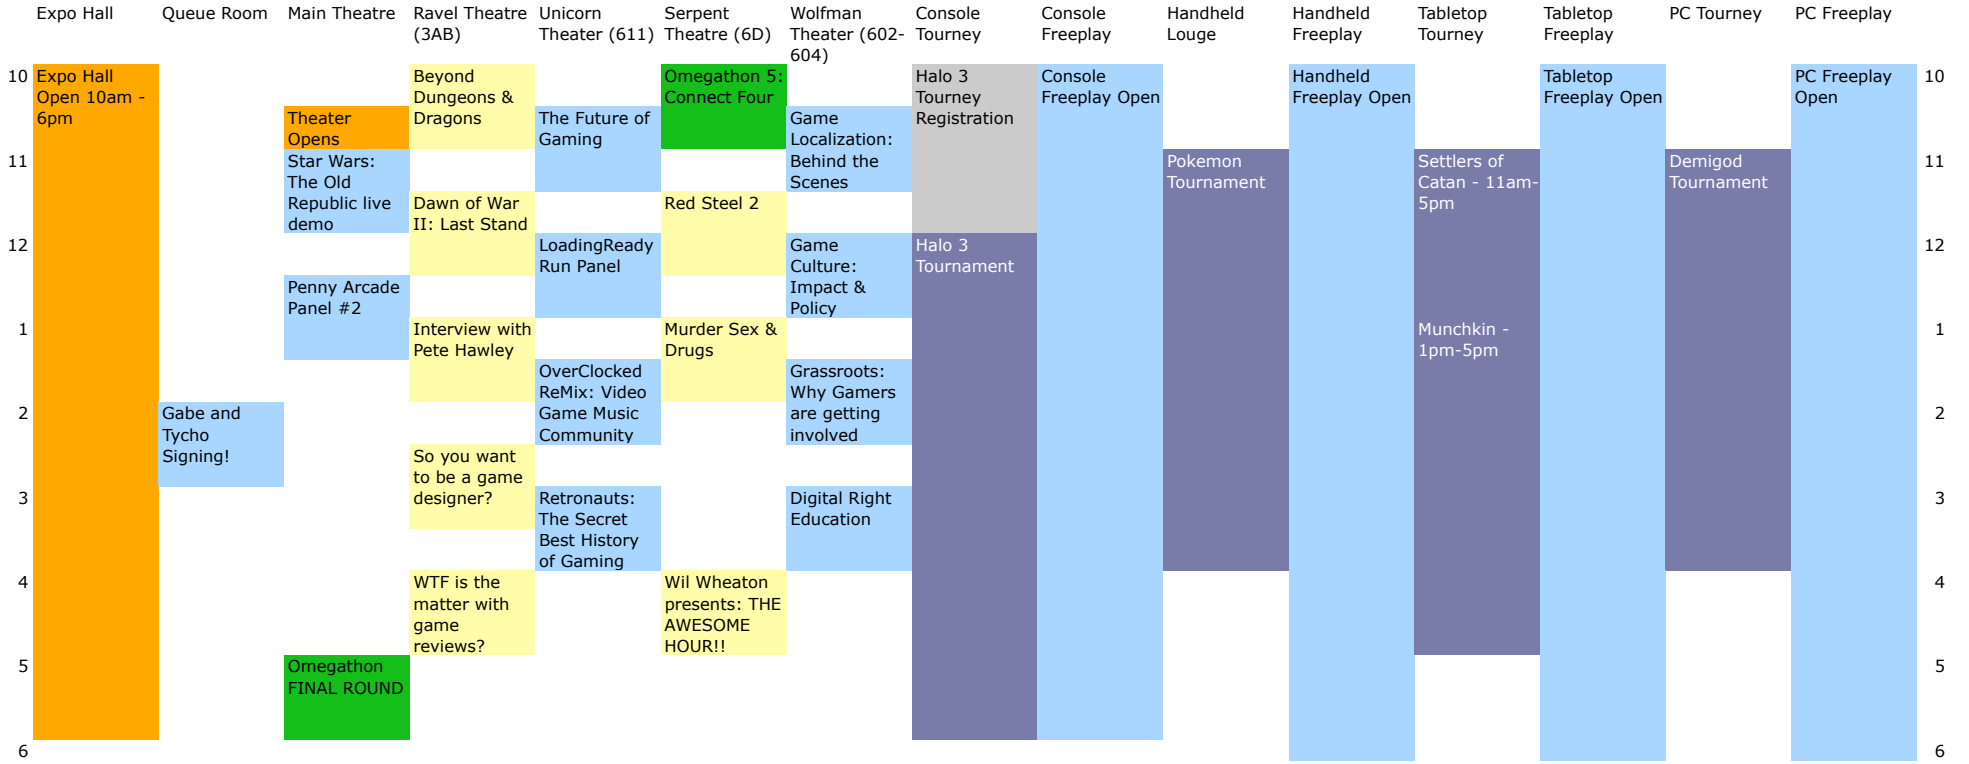 Expo Hall
Queue Room
Main Theatre
Ravel Theatre
(3AB)
Unicorn
Theater (611)
Serpent
Theatre (6D)
Wolfman
Theater (602-
604)
Console
Tourney
Console
Freeplay
Handheld
Louge
Handheld
Freeplay
Tabletop
Tourney
Tabletop
Freeplay
PC Tourney
PC Freeplay
10
11
12
1
2
3
4
5
6
Expo Hall
Open 10am -
6pm
Gabe and
Tycho
Signing!
Theater
Opens
Star Wars:
The Old
Republic live
demo
Penny Arcade
Panel #2
Omegathon
FINAL ROUND
Beyond
Dungeons &
Dragons
Dawn of War
II: Last Stand
Interview with
Pete Hawley
So you want
to be a game
designer?
WTF is the
matter with
game
reviews?
The Future of
Gaming
LoadingReady
Run Panel
OverClocked
ReMix: Video
Game Music
Community
Retronauts:
The Secret
Best History
of Gaming
Omegathon 5:
Connect Four
Red Steel 2
Murder Sex &
Drugs
Wil Wheaton
presents: THE
AWESOME
HOUR!!
Game
Localization:
Behind the
Scenes
Game
Culture:
Impact &
Policy
Grassroots:
Why Gamers
are getting
involved
Digital Right
Education
Halo 3
Tourney
Registration
Halo 3
Tournament
Console
Freeplay Open
Pokemon
Tournament
Handheld
Freeplay Open
Settlers of
Catan - 11am-
5pm
Munchkin -
1pm-5pm
Tabletop
Freeplay Open
Demigod
Tournament
PC Freeplay
Open
10
11
12
1
2
3
4
5
6